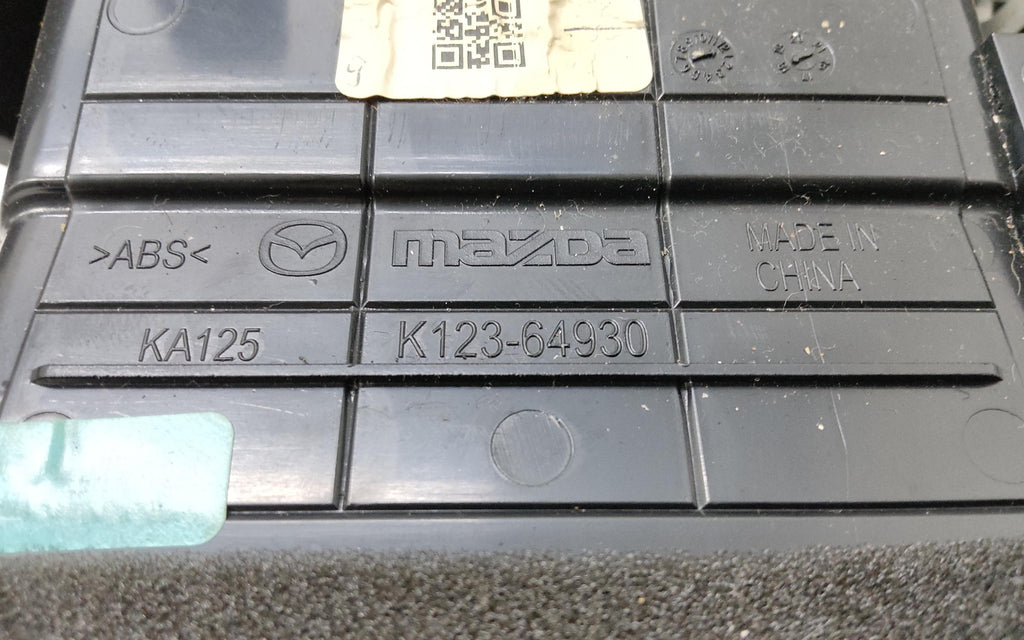 >ABS< mazda MADE IN
CHINA
KA125 K123-64930